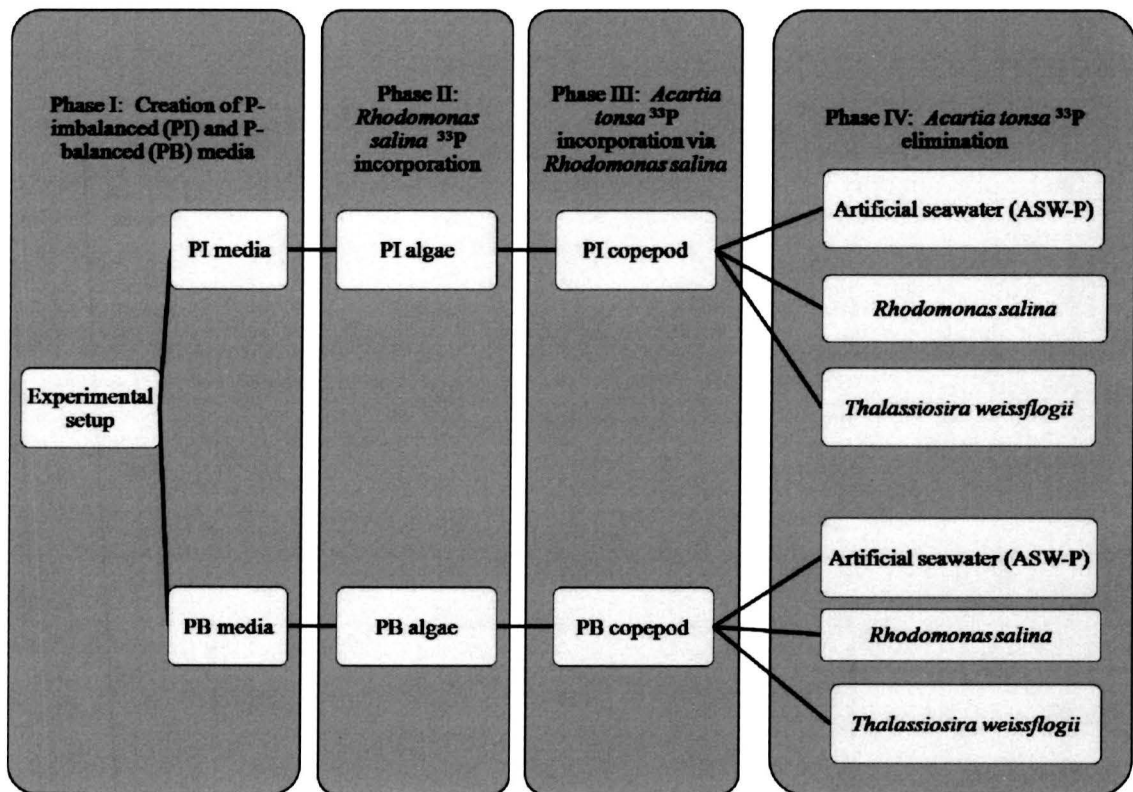 Phase I: Creation of P-
imbalanced (PI) and P-
balanced (PB) media
Phase II:
Rhodomonas
salina ³³P
incorporation
Phase III: Acartia
tonsa ³³P
incorporation via
Rhodomonas salina
Phase IV: Acartia tonsa ³³P
elimination
Experimental
setup
PI media
PI algae
PI copepod
Artificial seawater (ASW-P)
Rhodomonas salina
Thalassiosira weissflogii
PB media
PB algae
PB copepod
Artificial seawater (ASW-P)
Rhodomonas salina
Thalassiosira weissflogii